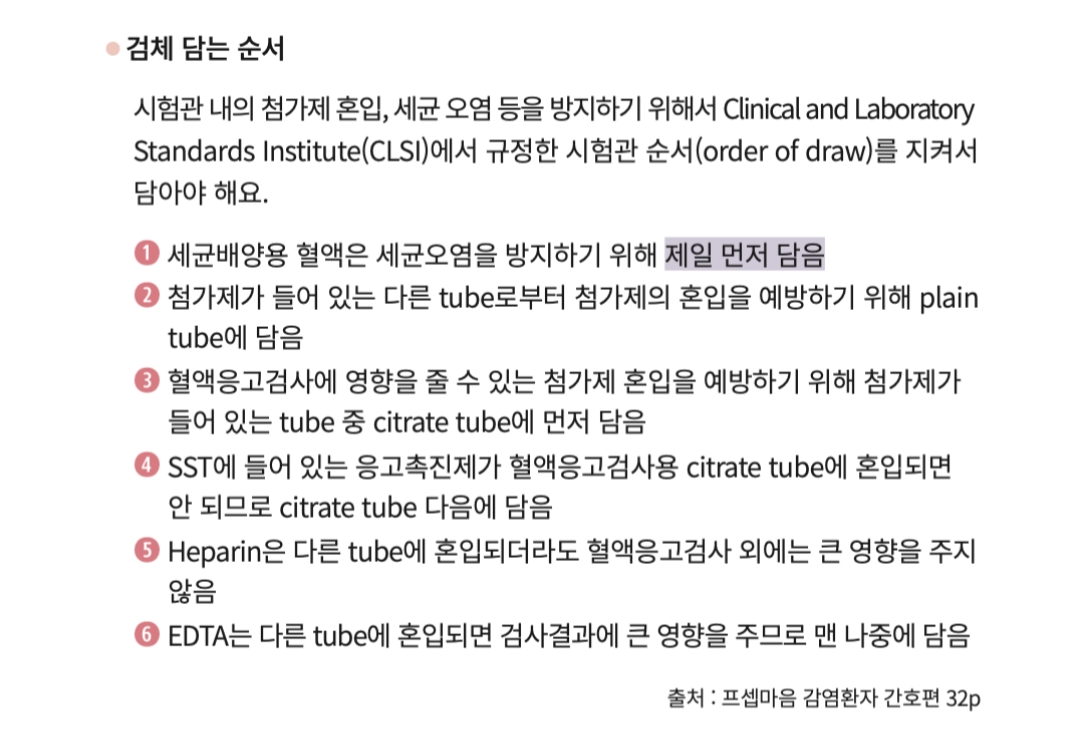 검체 담는 순서
시험관 내의 첨가제 혼입, 세균 오염 등을 방지하기 위해서 Clinical and Laboratory
Standards Institute(CLSI)에서 규정한 시험관 순서(order of draw)를 지켜서
담아야 해요.
1 세균배양용 혈액은 세균오염을 방지하기 위해 제일 먼저 담음
2 첨가제가 들어 있는 다른 tube로부터 첨가제의 혼입을 예방하기 위해 plain
tube에 담음
3 혈액응고검사에 영향을 줄 수 있는 첨가제 혼입을 예방하기 위해 첨가제가
들어 있는 tube 중 citrate tube에 먼저 담음
4 SST에 들어 있는 응고촉진제가 혈액응고검사용 citrate tube에 혼입되면
안 되므로 citrate tube 다음에 담음
5 Heparin은 다른 tube에 혼입되더라도 혈액응고검사 외에는 큰 영향을 주지
않음
6 EDTA는 다른 tube에 혼입되면 검사결과에 큰 영향을 주므로 맨 나중에 담음
출처 : 프셉마음 감염환자 간호편 32p